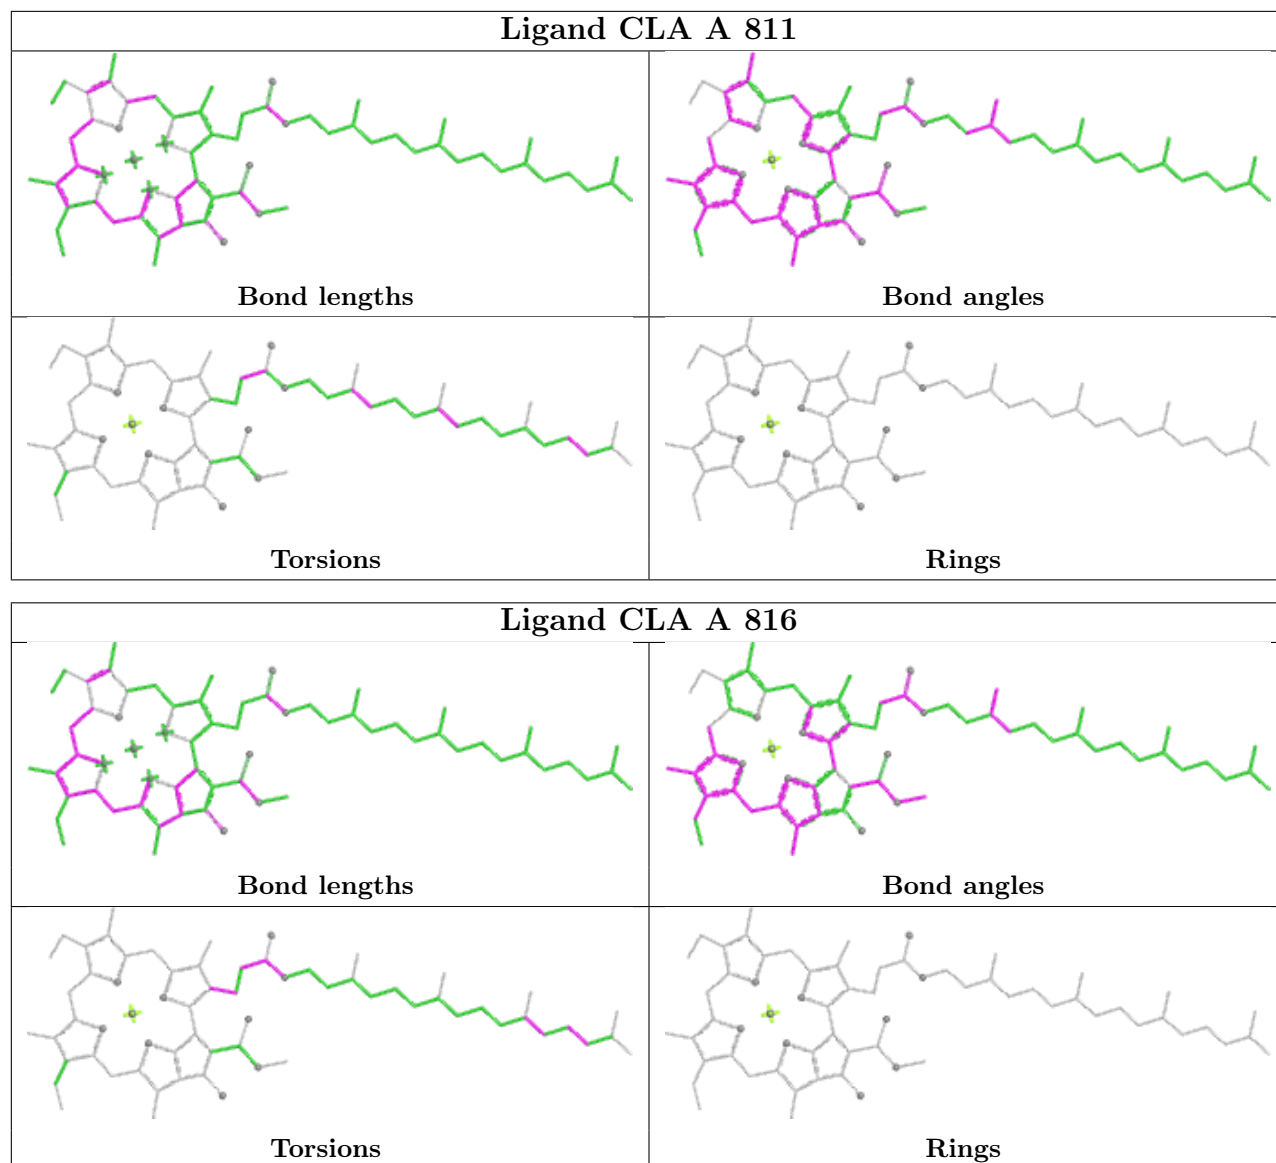 Ligand CLA A 811
Bond lengths
Bond angles
Torsions
Rings
Ligand CLA A 816
Bond lengths
Bond angles
Torsions
Rings